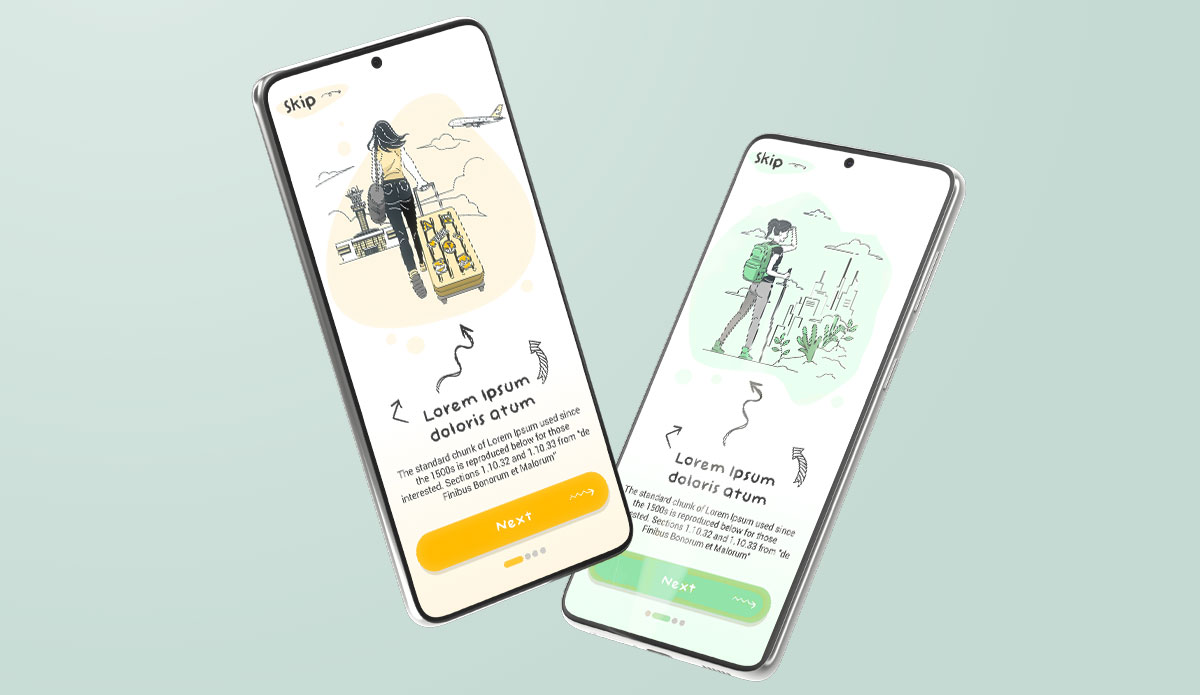 Skip
Lorem Ipsum
doloris atum
The standard chunk of Lorem Ipsum used since
the 1500s is reproduced below for those
interested. Sections 1.10.32 and 1.10.33 from "de
Finibus Bonorum et Malorum"
Next
Skip
Lorem Ipsum
doloris atum
The standard chunk of Lorem Ipsum used since
the 1500s is reproduced below for those
ested. Sections 1.10.32 and 1.10.33 from "de
Finibus Bonorum et Malorum"
Next